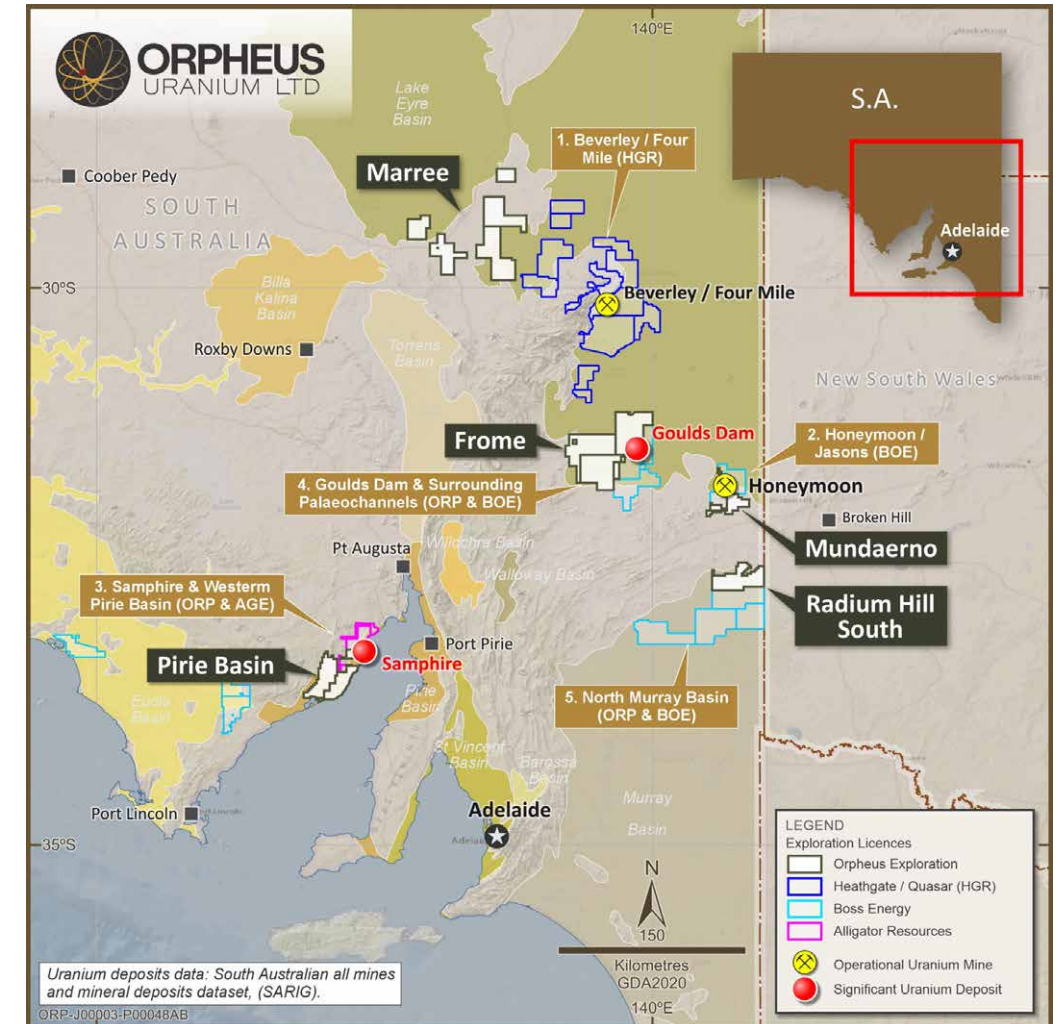 ORPHEUS
URANIUM LTD
140°E
Lake
Eyre
Basin
S.A.
1. Beverley / Four
Mile (HGR)
Marree
Coober Pedy
SOUTH
AUSTRALIA
Adelaide
30°S
Billa
Kalina
Basin
Beverley / Four Mile
Roxby Downs
Torrens
Basin
New South Wales
Frome
Goulds Dam
2. Honeymoon /
Jasons (BOE)
4. Goulds Dam & Surrounding
Palaeochannels (ORP & BOE)
Honeymoon
Broken Hill
Pt Augusta
Willochra Basin
Mundaerno
Walloway Basin
3. Samphire & Westerm
Pirie Basin (ORP & AGE)
Radium Hill
South
Port Pirie
Samphire
Pirie Basin
Pirie
Basin
Eucla
Basin
5. North Murray Basin
(ORP & BOE)
St Vincent
Basin
Barossa
Basin
Murray
Basin
Port Lincoln
Adelaide
35°S
LEGEND
Exploration Licences
Orpheus Exploration
Heathgate / Quasar (HGR)
Boss Energy
Alligator Resources
Operational Uranium Mine
Significant Uranium Deposit
N
150
Kilometres
GDA2020
140°E
Uranium deposits data: South Australian all mines
and mineral deposits dataset, (SARIG).
ORP-J00003-P00048AB